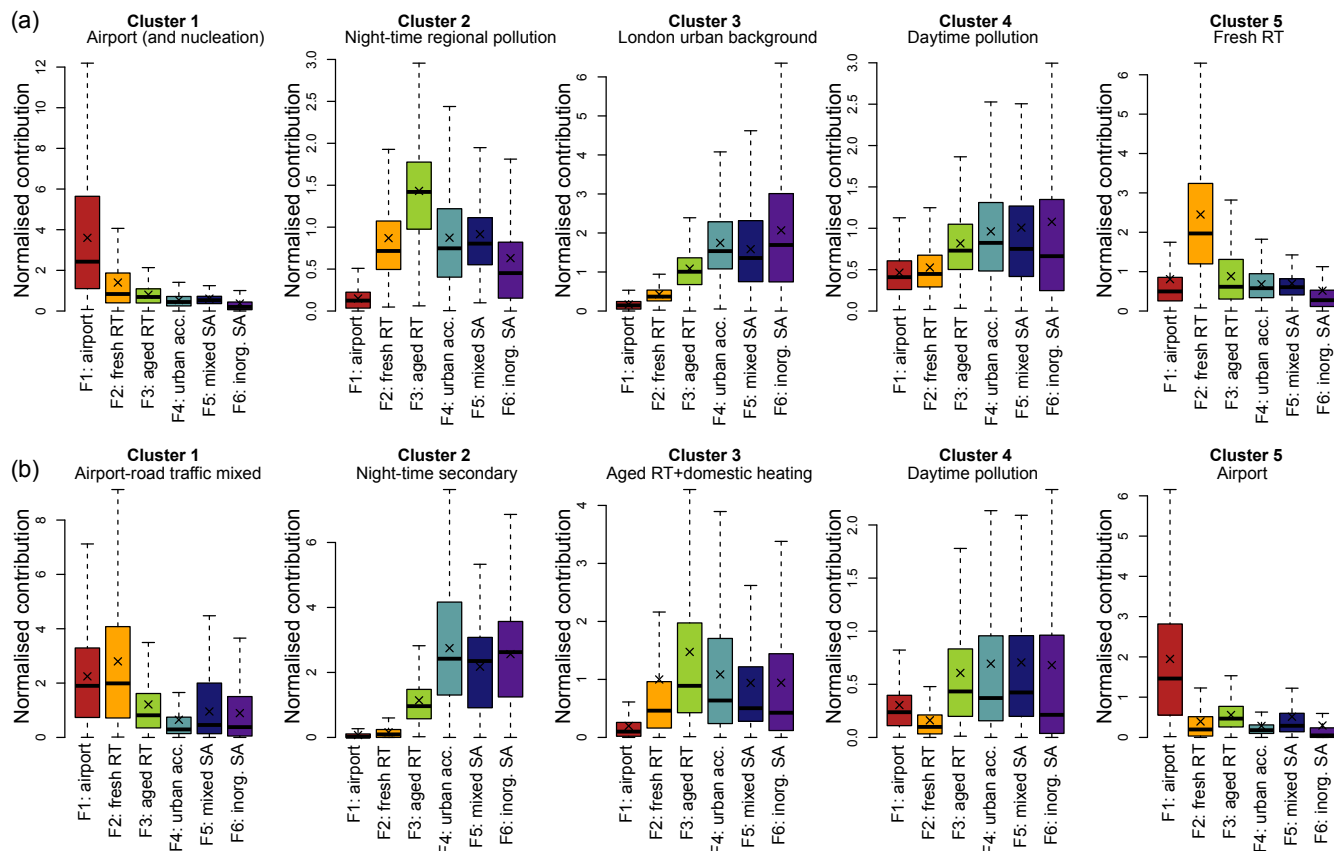 (a)
Cluster 1
Airport (and nucleation)
Normalised contribution
12
10
8
6
4
2
0
F1: airport
F2: fresh RT
F3: aged RT
F4: urban acc.
F5: mixed SA
F6: inorg. SA
Cluster 2
Night-time regional pollution
Normalised contribution
3.0
2.5
2.0
1.5
1.0
0.5
0.0
F1: airport
F2: fresh RT
F3: aged RT
F4: urban acc.
F5: mixed SA
F6: inorg. SA
Cluster 3
London urban background
Normalised contribution
6
5
4
3
2
1
0
F1: airport
F2: fresh RT
F3: aged RT
F4: urban acc.
F5: mixed SA
F6: inorg. SA
Cluster 4
Daytime pollution
Normalised contribution
3.0
2.5
2.0
1.5
1.0
0.5
0.0
F1: airport
F2: fresh RT
F3: aged RT
F4: urban acc.
F5: mixed SA
F6: inorg. SA
Cluster 5
Fresh RT
Normalised contribution
6
5
4
3
2
1
0
F1: airport
F2: fresh RT
F3: aged RT
F4: urban acc.
F5: mixed SA
F6: inorg. SA
(b)
Cluster 1
Airport-road traffic mixed
Normalised contribution
8
6
4
2
0
F1: airport
F2: fresh RT
F3: aged RT
F4: urban acc.
F5: mixed SA
F6: inorg. SA
Cluster 2
Night-time secondary
Normalised contribution
6
4
2
0
F1: airport
F2: fresh RT
F3: aged RT
F4: urban acc.
F5: mixed SA
F6: inorg. SA
Cluster 3
Aged RT+domestic heating
Normalised contribution
4
3
2
1
0
F1: airport
F2: fresh RT
F3: aged RT
F4: urban acc.
F5: mixed SA
F6: inorg. SA
Cluster 4
Daytime pollution
Normalised contribution
2.0
1.5
1.0
0.5
0.0
F1: airport
F2: fresh RT
F3: aged RT
F4: urban acc.
F5: mixed SA
F6: inorg. SA
Cluster 5
Airport
Normalised contribution
6
5
4
3
2
1
0
F1: airport
F2: fresh RT
F3: aged RT
F4: urban acc.
F5: mixed SA
F6: inorg. SA